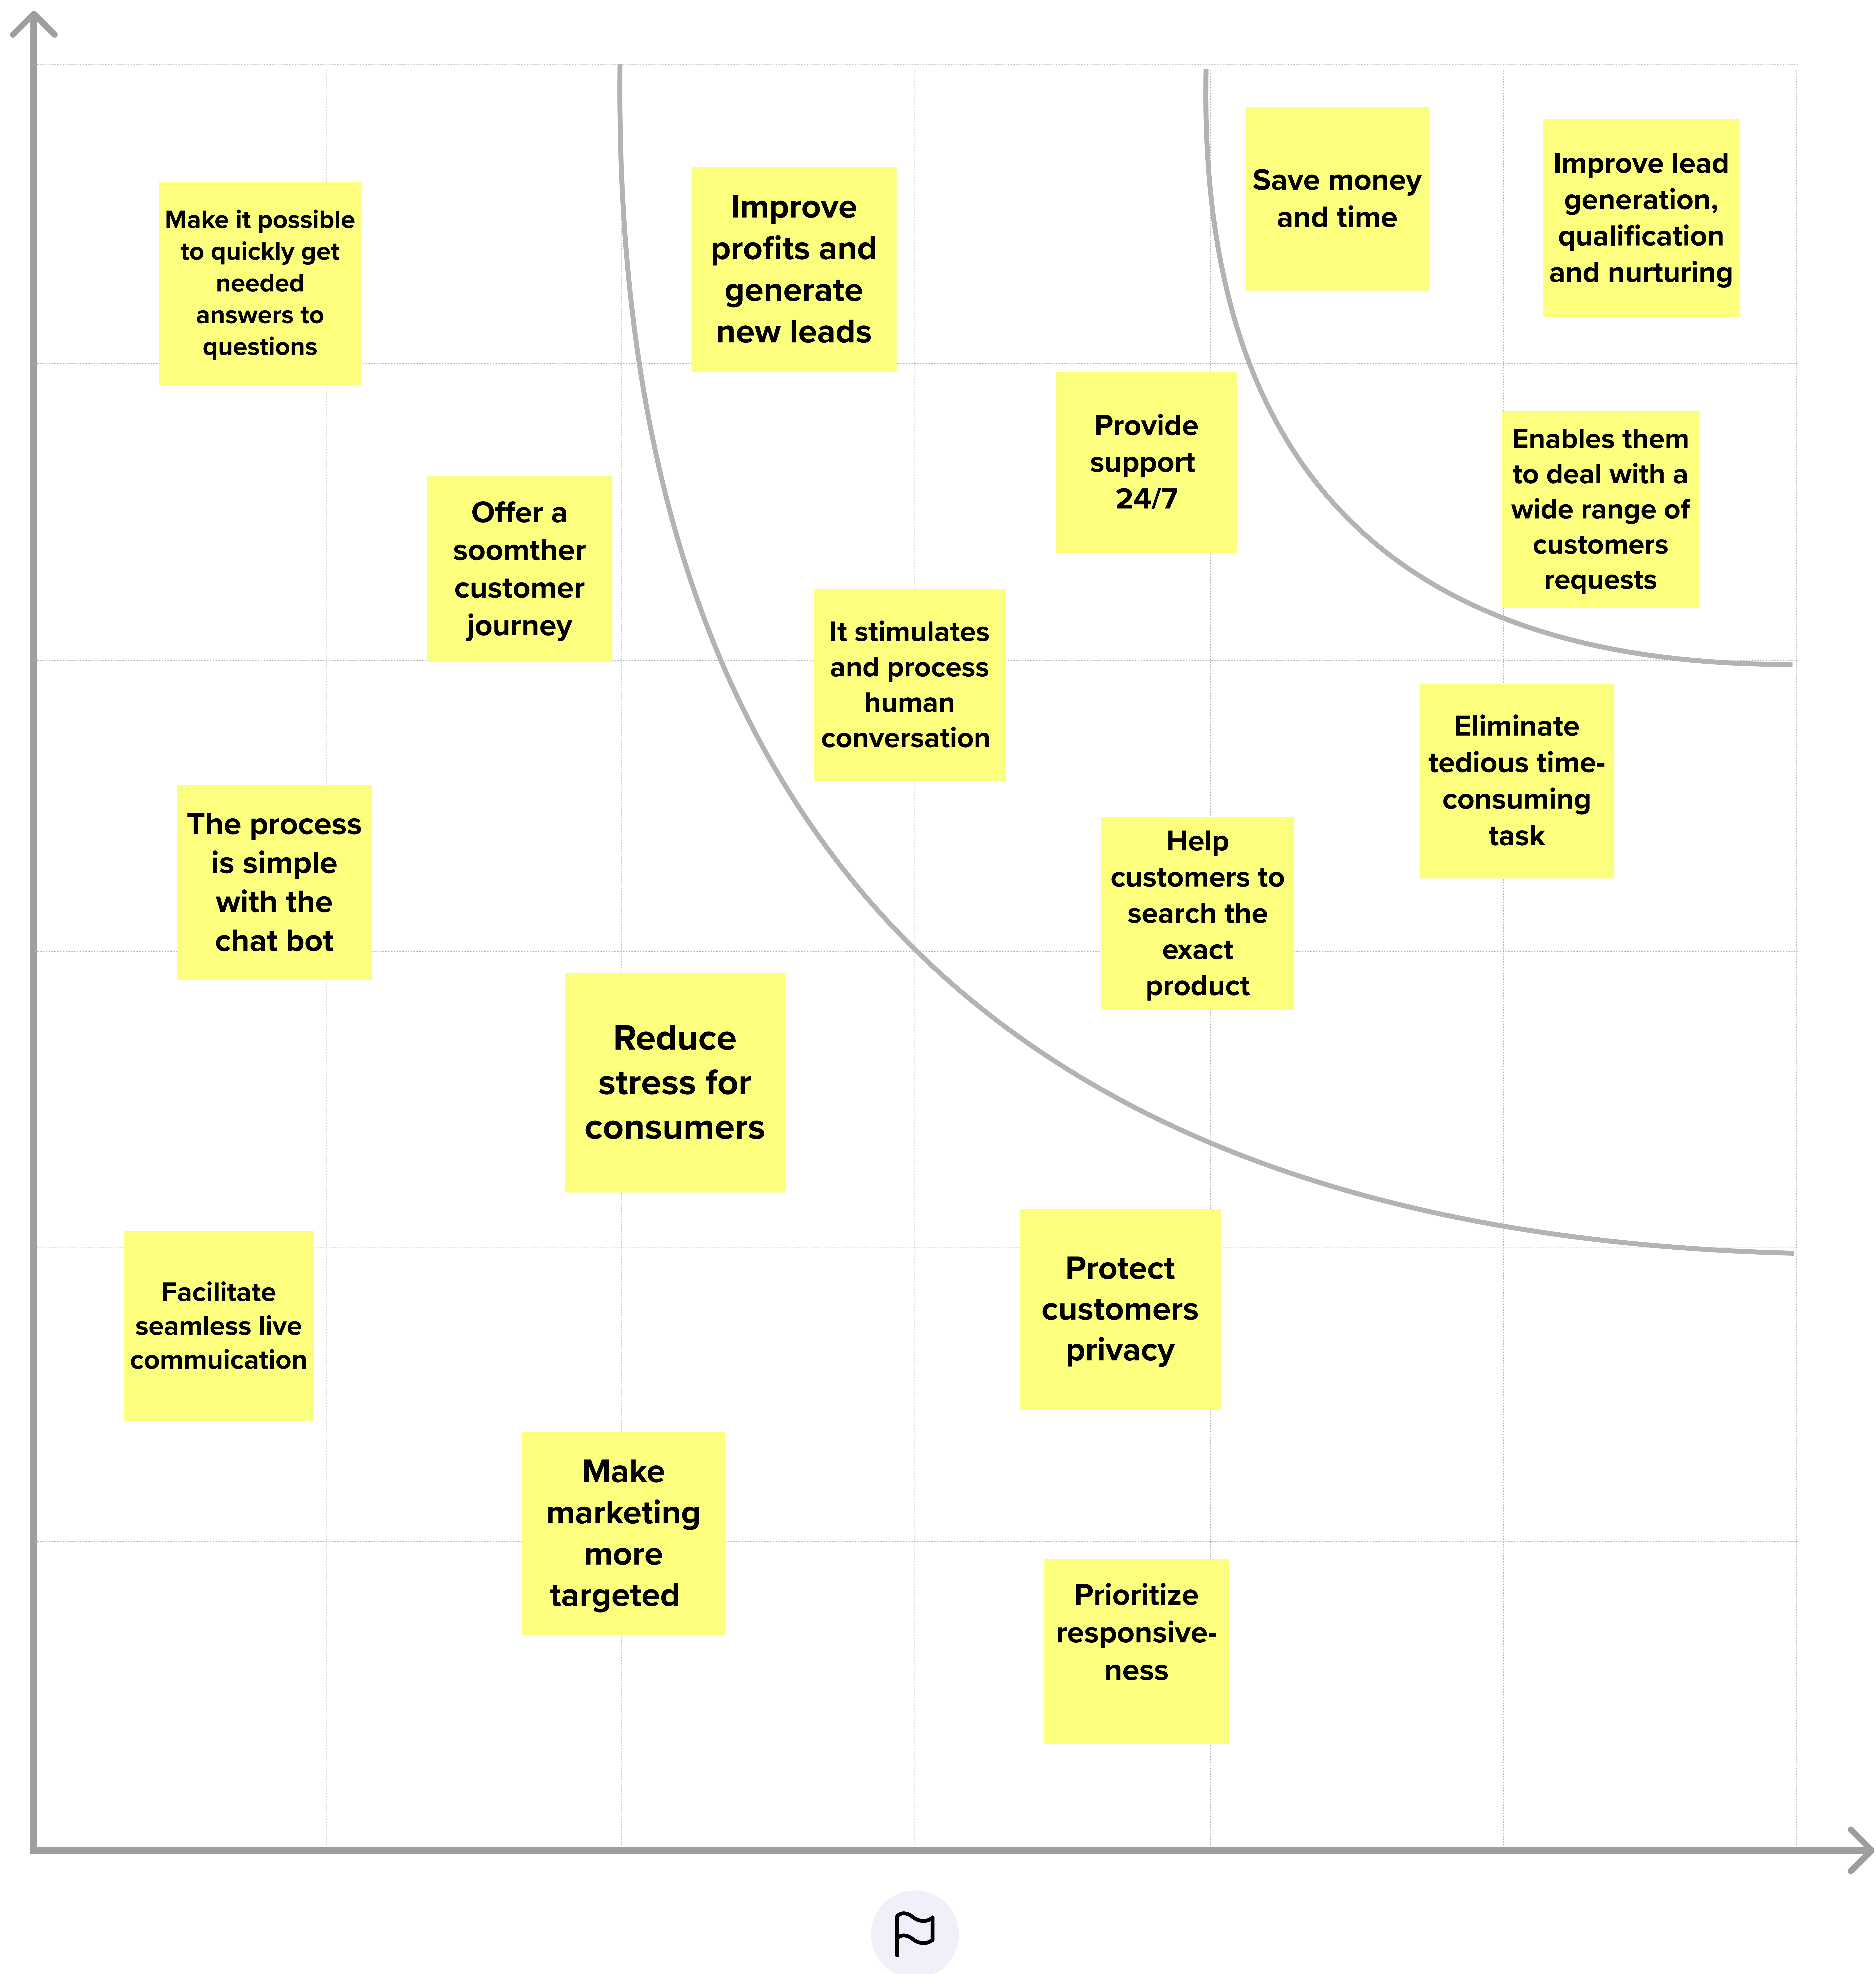 Make it possible
to quickly get
needed
answers to
questions
Improve
profits and
generate
new leads
Save money
and time
Improve lead
generation,
qualification
and nurturing
Provide
support
24/7
Enables them
to deal with a
wide range of
customers
requests
Offer a
soomther
customer
journey
It stimulates
and process
human
conversation
Eliminate
tedious time-
consuming
task
The process
is simple
with the
chat bot
Help
customers to
search the
exact
product
Reduce
stress for
consumers
Facilitate
seamless live
commuication
Protect
customers
privacy
Make
marketing
more
targeted
Prioritize
responsive-
ness